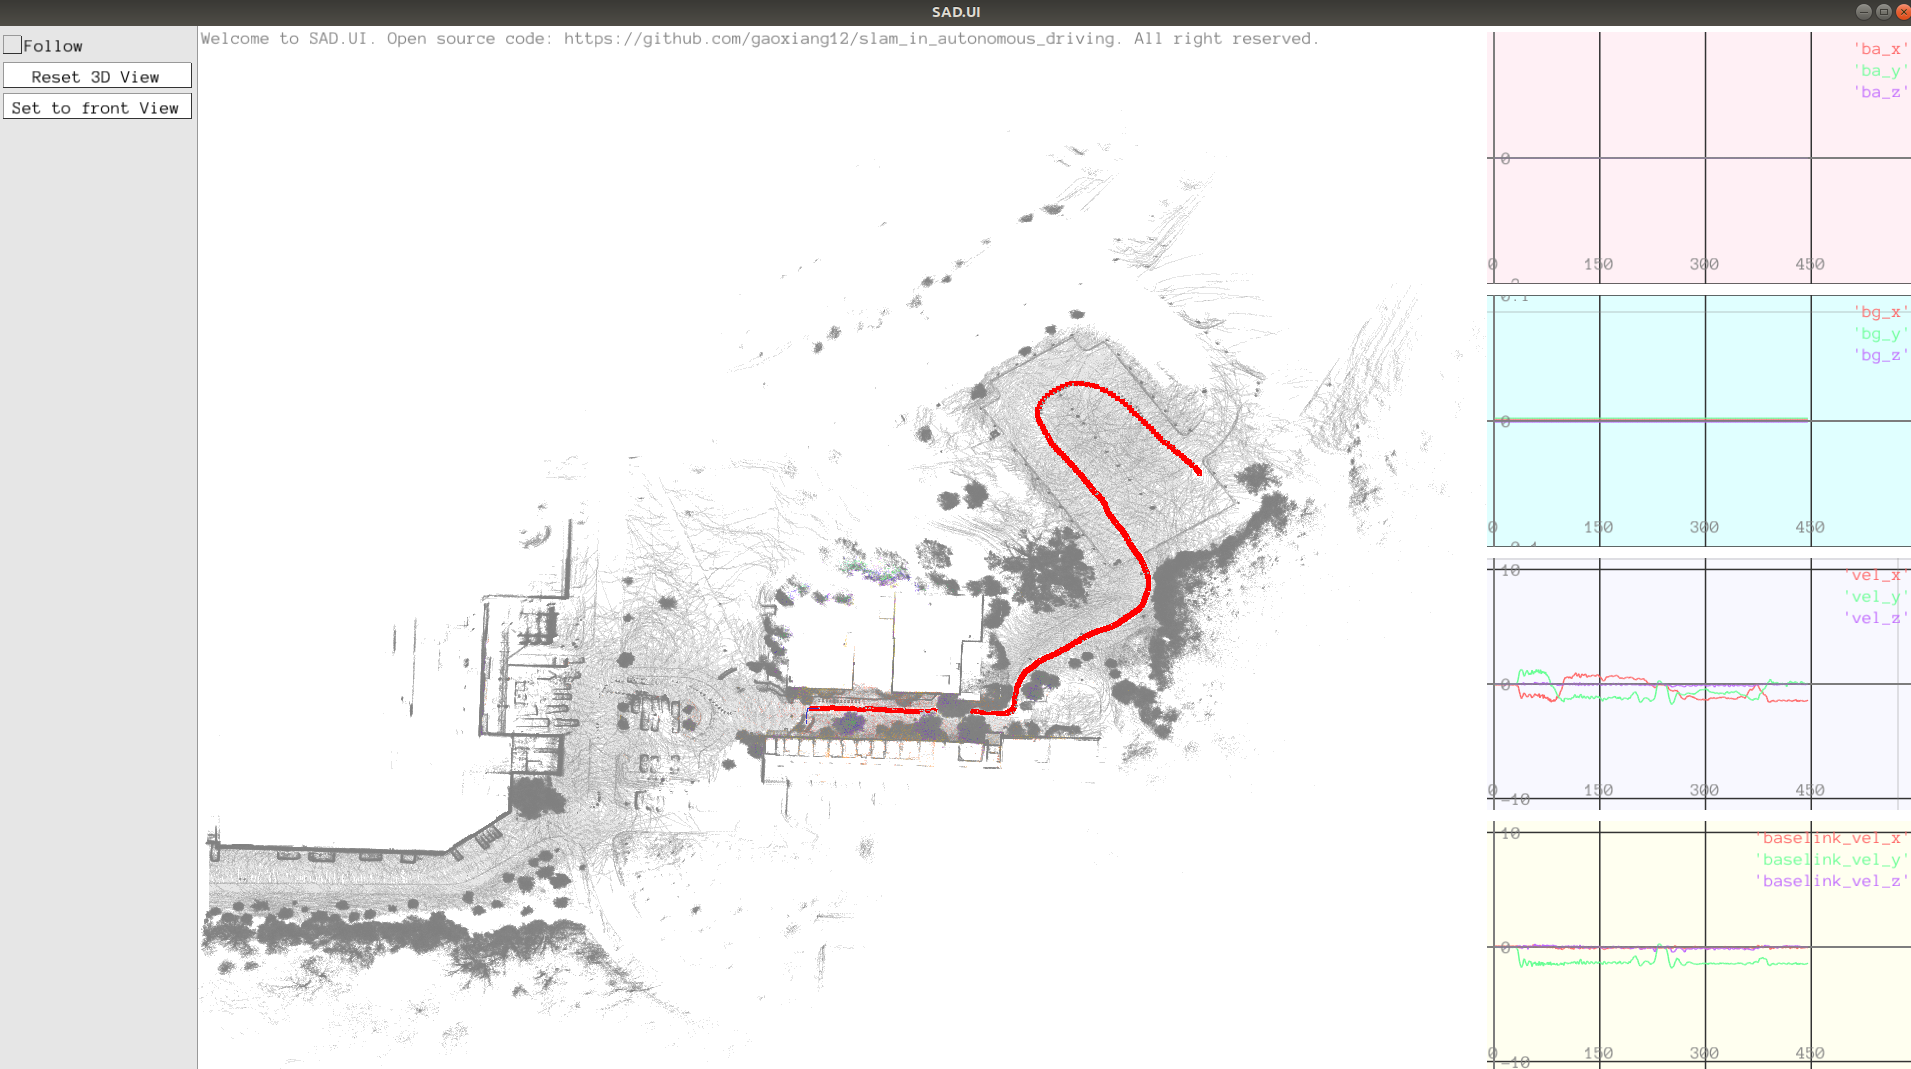 SAD.UI
Follow
Reset 3D View
Set to front View
Welcome to SAD.UI. Open source code: https://github.com/gaoxiang12/slam_in_autonomous_driving. All right reserved.
'ba_x'
'ba_y'
'ba_z'
0
0 150 300 450
'bg_x'
'bg_y'
'bg_z'
0
0 150 300 450
10
'vel_x'
'vel_y'
'vel_z'
0
0 150 300 450
-10
10
'baselink_vel_x'
'baselink_vel_y'
'baselink_vel_z'
0
0 150 300 450
-10